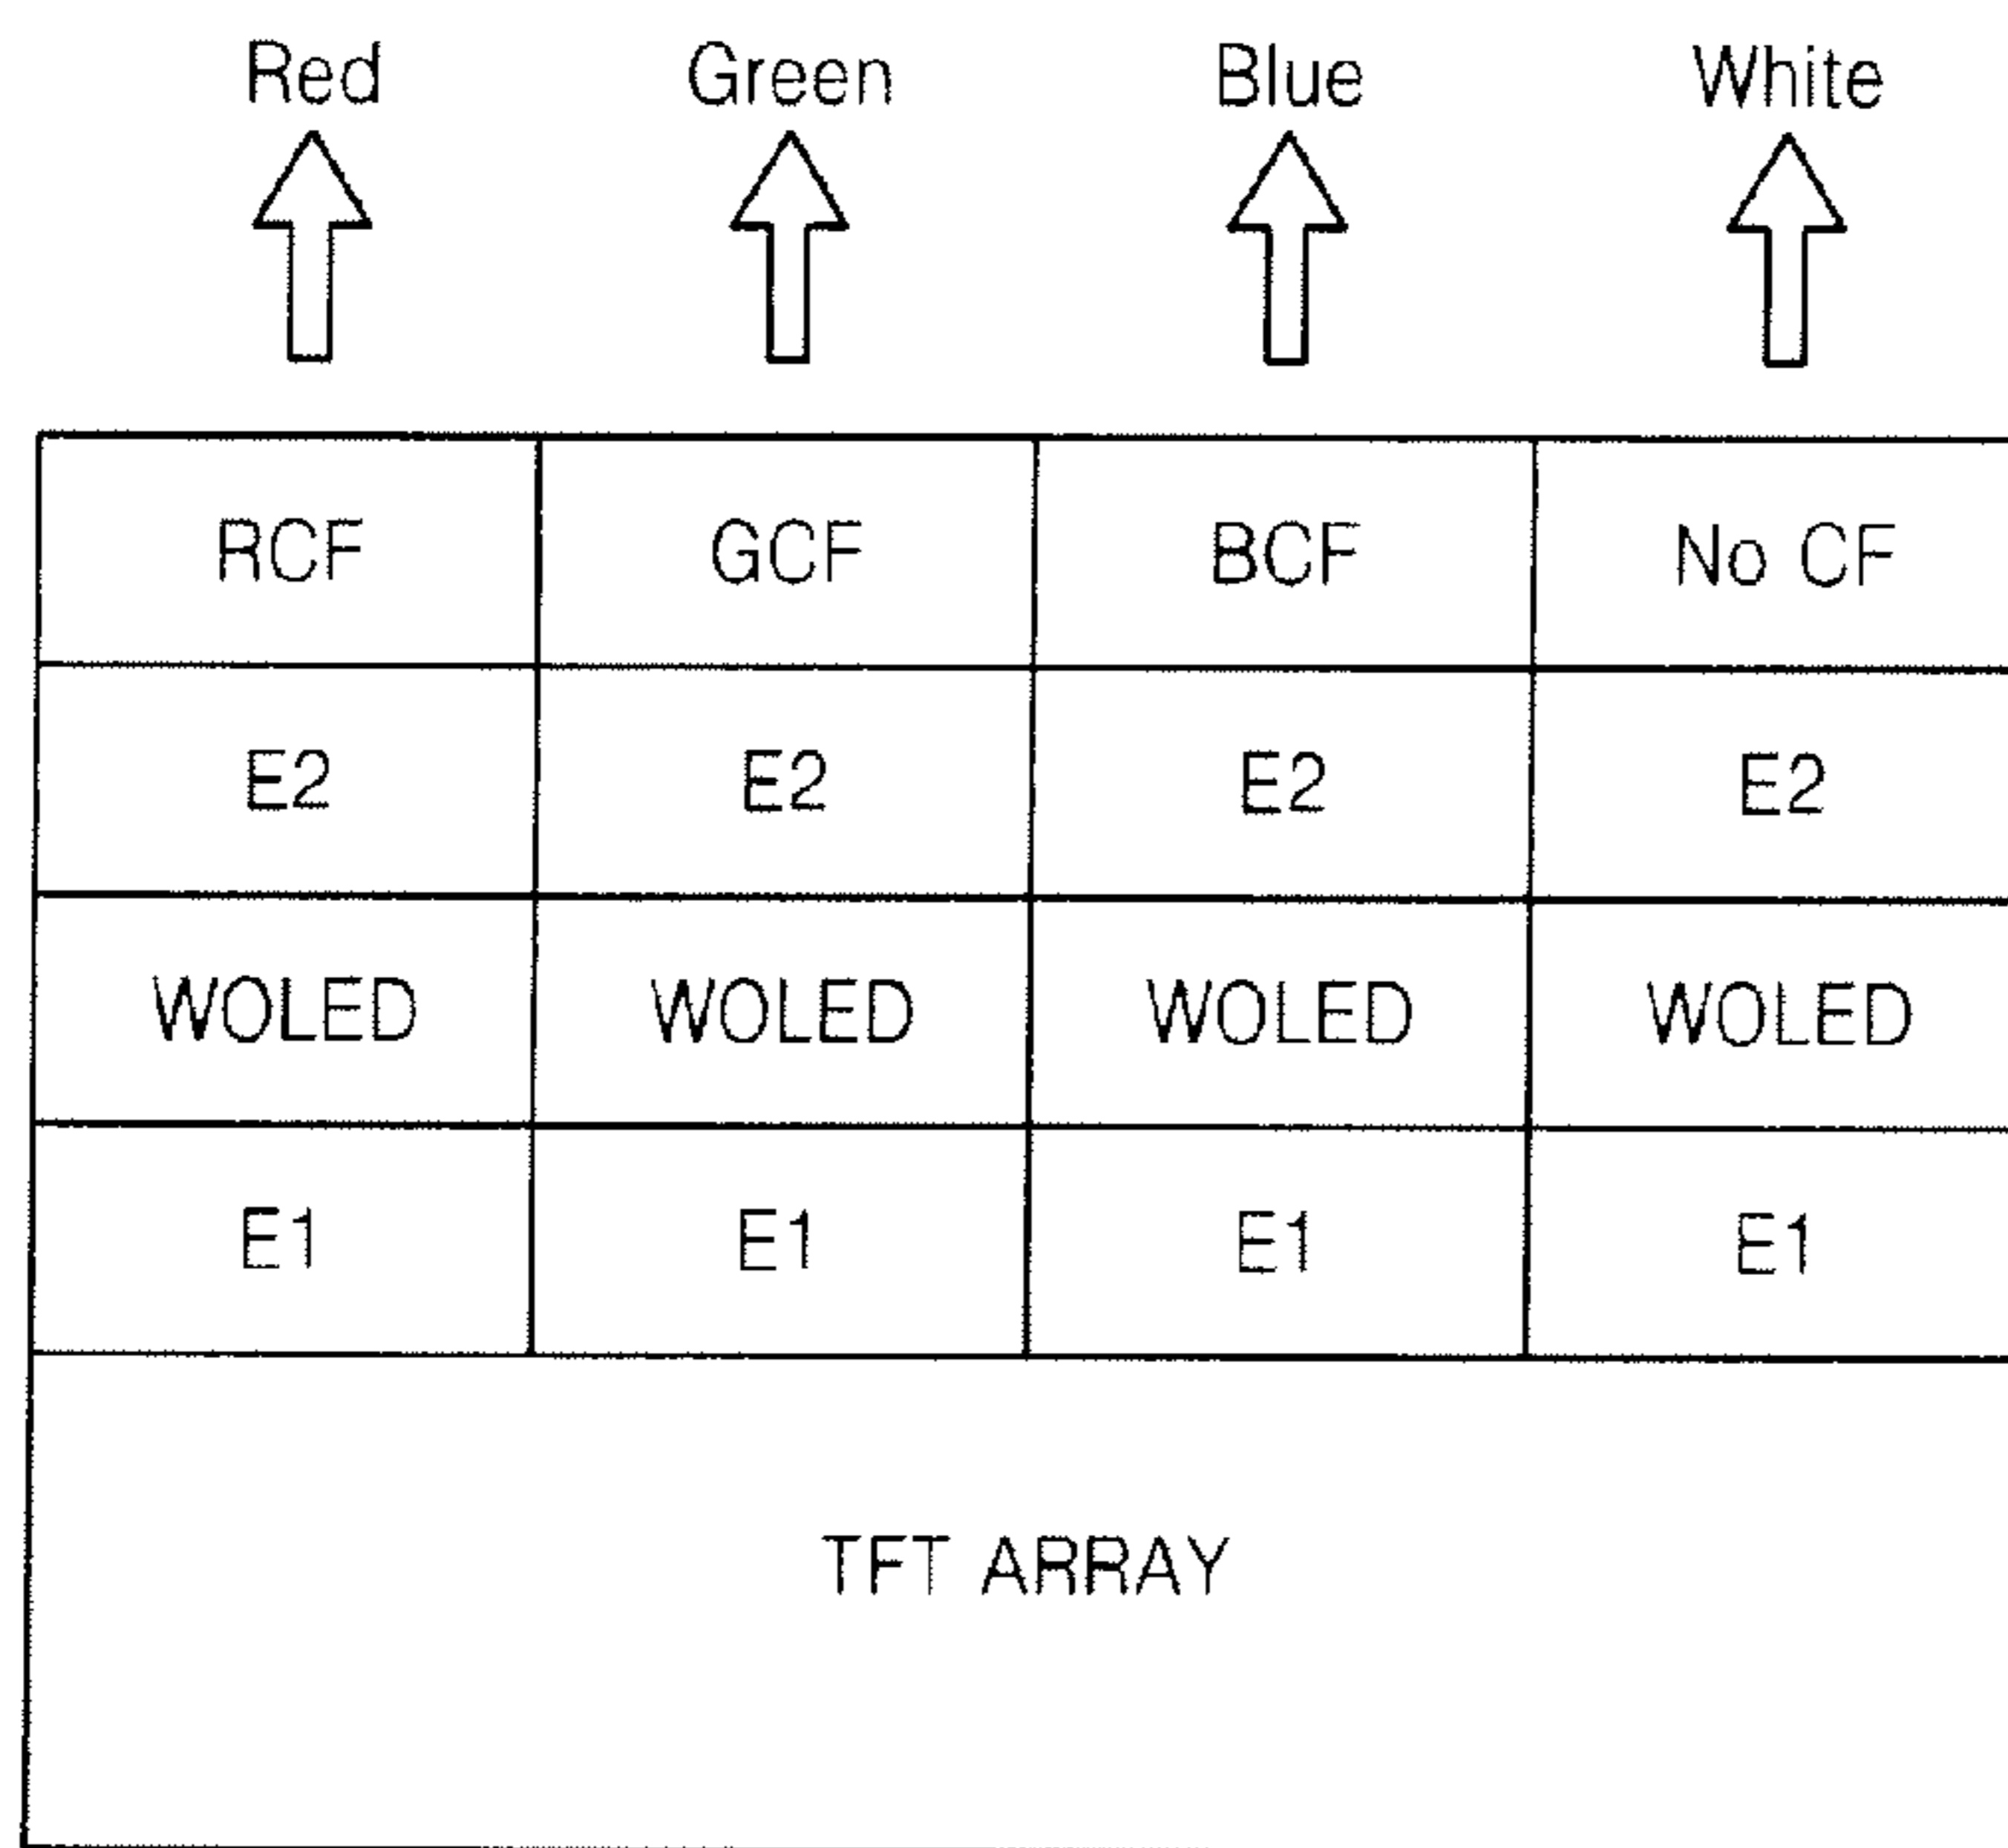 Red Green Blue White
RCF GCF BCF No CF
E2 E2 E2 E2
WOLED WOLED WOLED WOLED
E1 E1 E1 E1
TFT ARRAY